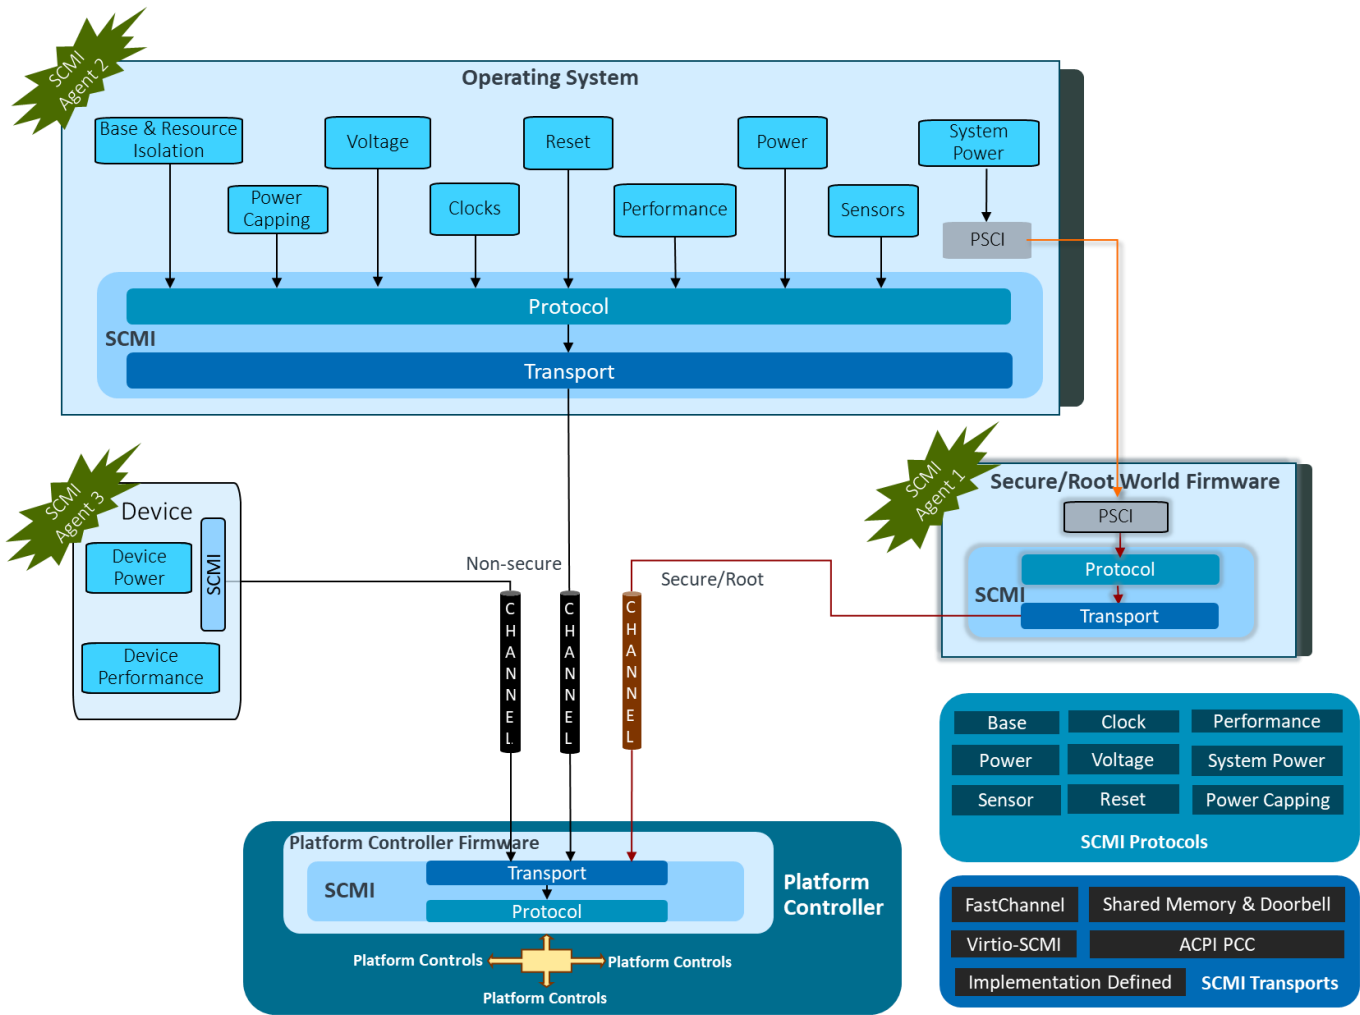 SCMI
Agent 2
Operating System
Base & Resource
Isolation
Voltage
Reset
Power
System
Power
Power
Capping
Clocks
Performance
Sensors
PSCI
Protocol
SCMI
Transport
SCMI
Agent 3
Device
Device
Power
SCMI
Device
Performance
Non-secure
Secure/Root
CHANNEL
CHANNEL
CHANNEL
SCMI
Agent 1
Secure/Root World Firmware
PSCI
Protocol
SCMI
Transport
Platform Controller Firmware
Transport
SCMI
Protocol
Platform
Controller
Platform Controls
Platform Controls
Platform Controls
Base
Clock
Performance
Power
Voltage
System Power
Sensor
Reset
Power Capping
SCMI Protocols
FastChannel
Shared Memory & Doorbell
Virtio-SCMI
ACPI PCC
Implementation Defined
SCMI Transports